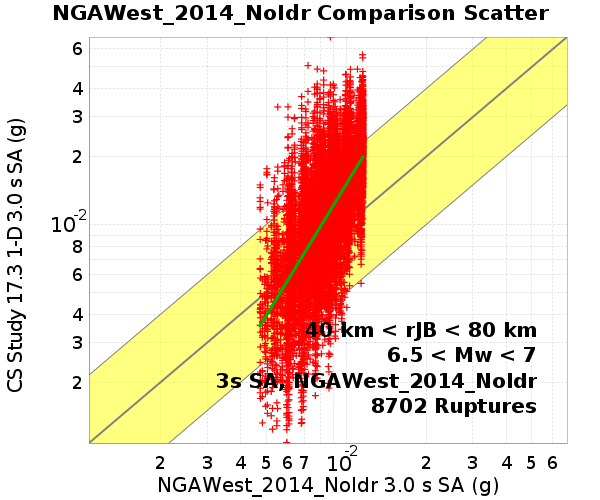 NGAWest_2014_NoIdr Comparison Scatter
CS Study 17.3 1-D 3.0 s SA (g)
6
4
3
2
10-2
8
6
4
3
2
40 km < rJB < 80 km
6.5 < Mw < 7
3s SA, NGAWest_2014_NoIdr
8702 Ruptures
2 3 4 5 6 7 10-2 2 3 4 5 6
NGAWest_2014_NoIdr 3.0 s SA (g)